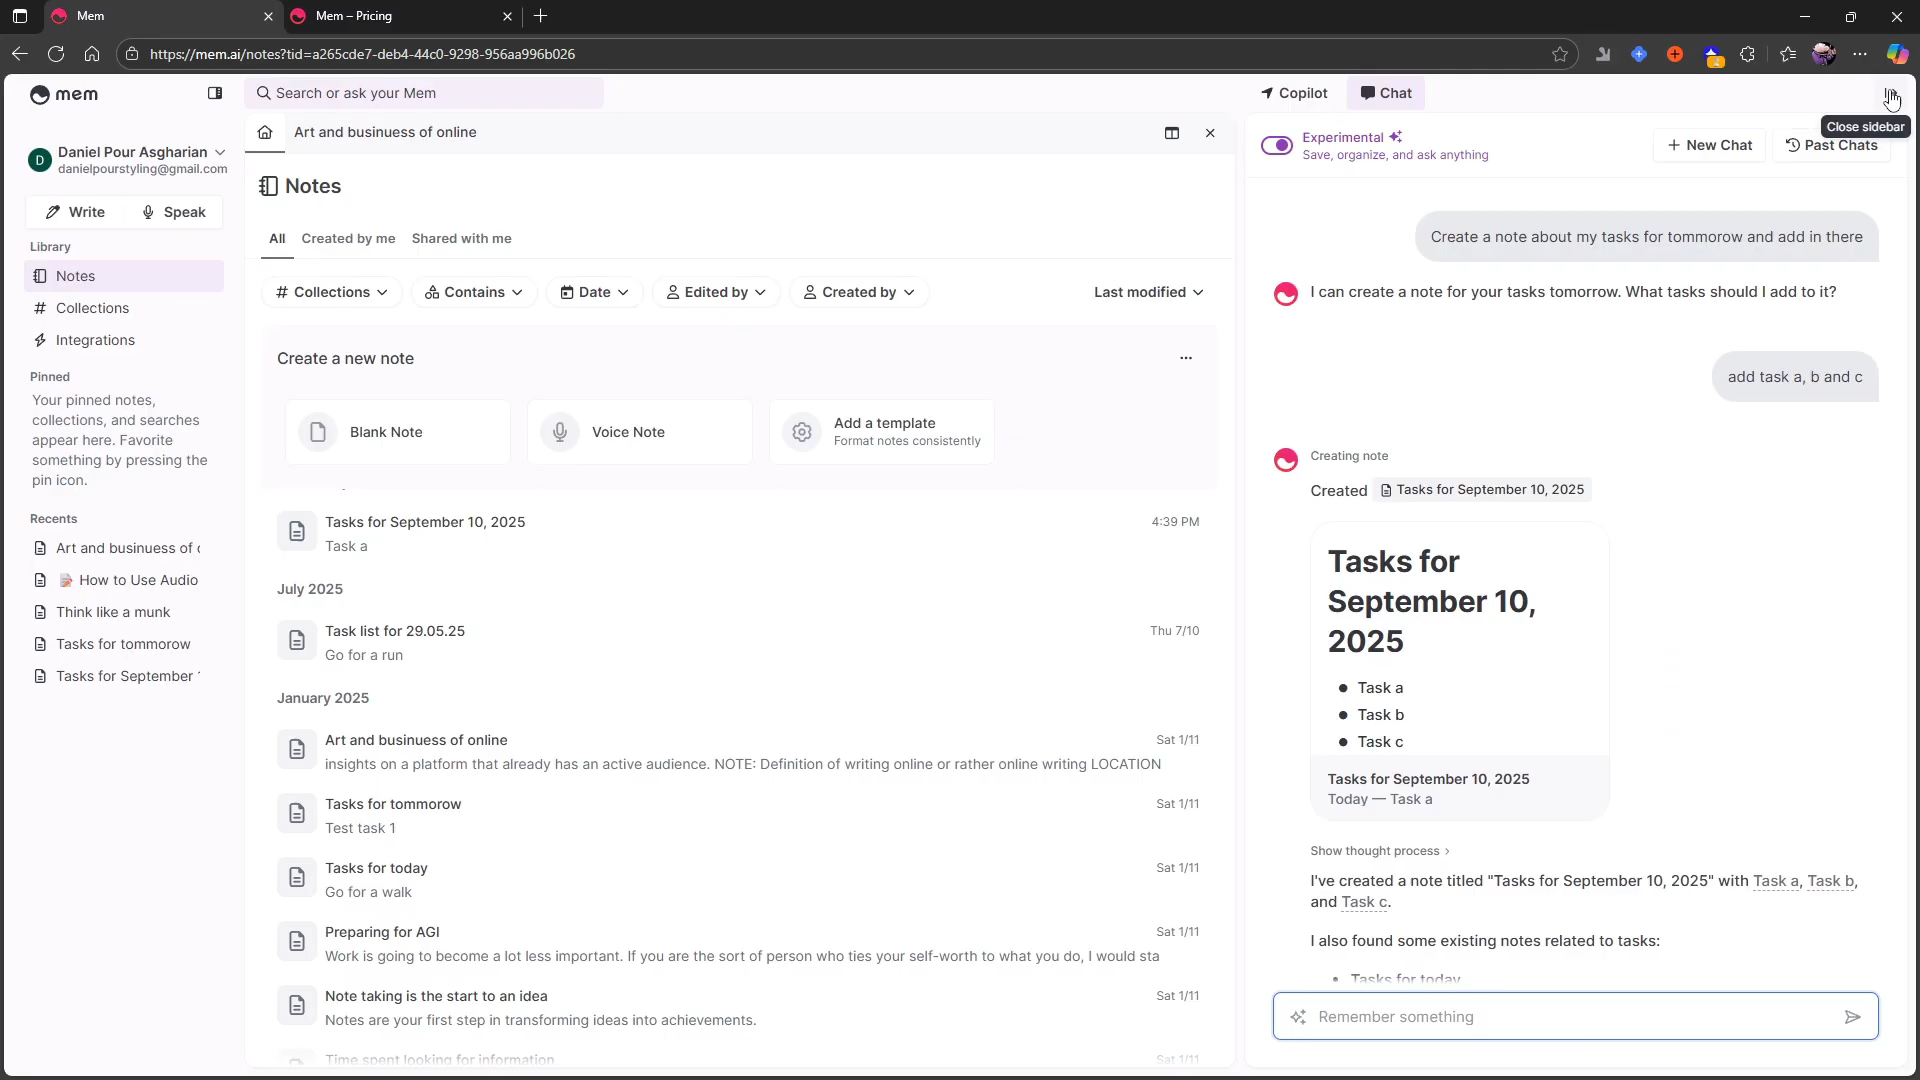 Mem
Mem – Pricing
https://mem.ai/notes?tid=a265cde7-deb4-44c0-9298-956aa996b026
mem
Search or ask your Mem
Copilot
Chat
Close sidebar
Daniel Pour Asgharian
danielpourstyling@gmail.com
Write
Speak
Library
Notes
Collections
Integrations
Pinned
Your pinned notes,
collections, and searches
appear here. Favorite
something by pressing the
pin icon.
Recents
Art and businuess of
How to Use Audio
Think like a munk
Tasks for tommorow
Tasks for September
Art and businuess of online
Notes
All
Created by me
Shared with me
Collections
Contains
Date
Edited by
Created by
Last modified
Create a new note
Blank Note
Voice Note
Add a template
Format notes consistently
Tasks for September 10, 2025
4:39 PM
Task a
July 2025
Task list for 29.05.25
Thu 7/10
Go for a run
January 2025
Art and businuess of online
Sat 1/11
insights on a platform that already has an active audience. NOTE: Definition of writing online or rather online writing LOCATION
Tasks for tommorow
Sat 1/11
Test task 1
Tasks for today
Sat 1/11
Go for a walk
Preparing for AGI
Sat 1/11
Work is going to become a lot less important. If you are the sort of person who ties your self-worth to what you do, I would sta
Note taking is the start to an idea
Sat 1/11
Notes are your first step in transforming ideas into achievements.
Time spent looking for information
Sat 1/11
Experimental
Save, organize, and ask anything
New Chat
Past Chats
Create a note about my tasks for tommorow and add in there
I can create a note for your tasks tomorrow. What tasks should I add to it?
add task a, b and c
Creating note
Created Tasks for September 10, 2025
Tasks for
September 10,
2025
Task a
Task b
Task c
Tasks for September 10, 2025
Today — Task a
Show thought process
I've created a note titled "Tasks for September 10, 2025" with Task a, Task b,
and Task c.
I also found some existing notes related to tasks:
Tasks for today
Remember something